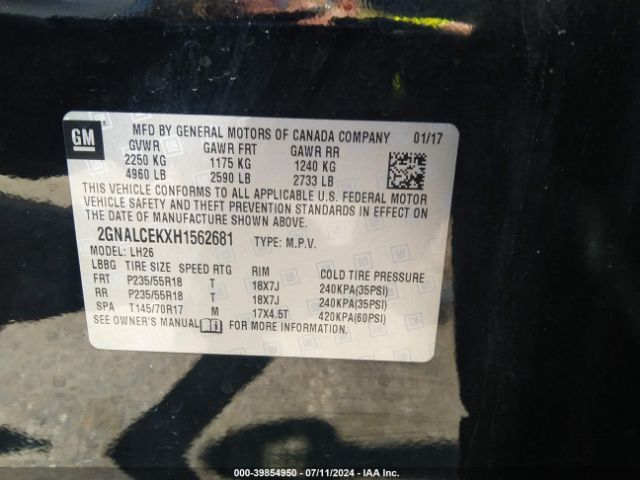 GM
MFD BY GENERAL MOTORS OF CANADA COMPANY 01/17
GVWR GAWR FRT GAWR RR
2250 KG 1175 KG 1240 KG
4960 LB 2590 LB 2733 LB
THIS VEHICLE CONFORMS TO ALL APPLICABLE U.S. FEDERAL MOTOR
VEHICLE SAFETY AND THEFT PREVENTION STANDARDS IN EFFECT ON
THE DATE OF MANUFACTURE SHOWN ABOVE.
2GNALCEKXH1562681 TYPE: M.P.V.
MODEL: LH26
LBBG TIRE SIZE SPEED RTG RIM COLD TIRE PRESSURE
FRT P235/55R18 T 18X7J 240KPA(35PSI)
RR P235/55R18 T 18X7J 240KPA(35PSI)
SPA T145/70R17 M 17X4.5T 420KPA(60PSI)
SEE OWNER'S MANUAL
000-39854950 - 07/11/2024 - IAA Inc.